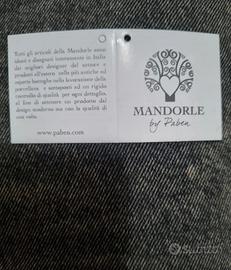 Tutti gli articoli della Mandorle sono
ideati e disegnati interamente in Italia
dai migliori designer del settore e
prodotti all'estero nelle più antiche ed
esperte botteghe nella lavorazione della
porcellana e sottoposti ad un rigido
controllo di qualità per ogni dettaglio,
al fine di ottenere un prodotto dal
design moderno ma con la qualità di
una volta.
www.paben.com
MANDORLE
by Paben
subito